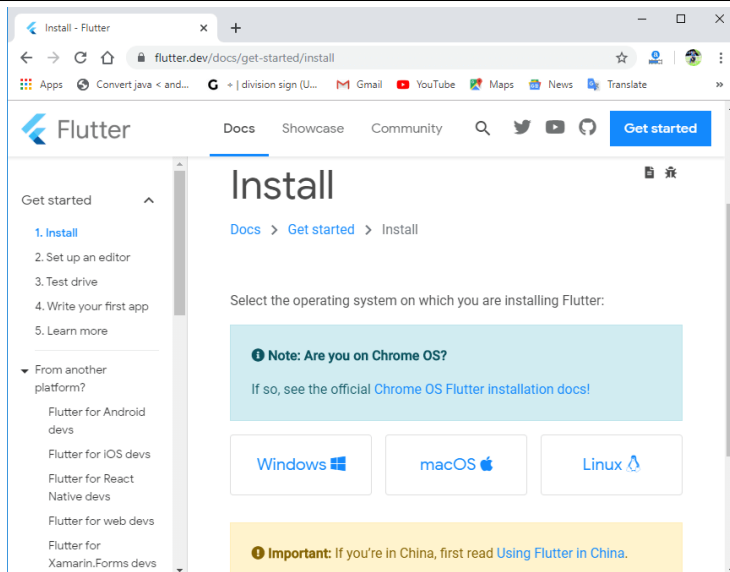 Install - Flutter
flutter.dev/docs/get-started/install
Apps Convert java < and... G ÷ | division sign (U... Gmail YouTube Maps News Translate »
Flutter Docs Showcase Community Get started
Get started
1. Install
2. Set up an editor
3. Test drive
4. Write your first app
5. Learn more
From another
platform?
Flutter for Android
devs
Flutter for iOS devs
Flutter for React
Native devs
Flutter for web devs
Flutter for
Xamarin.Forms devs
Install
Docs > Get started > Install
Select the operating system on which you are installing Flutter:
Note: Are you on Chrome OS?
If so, see the official Chrome OS Flutter installation docs!
Windows macOS Linux
Important: If you're in China, first read Using Flutter in China.